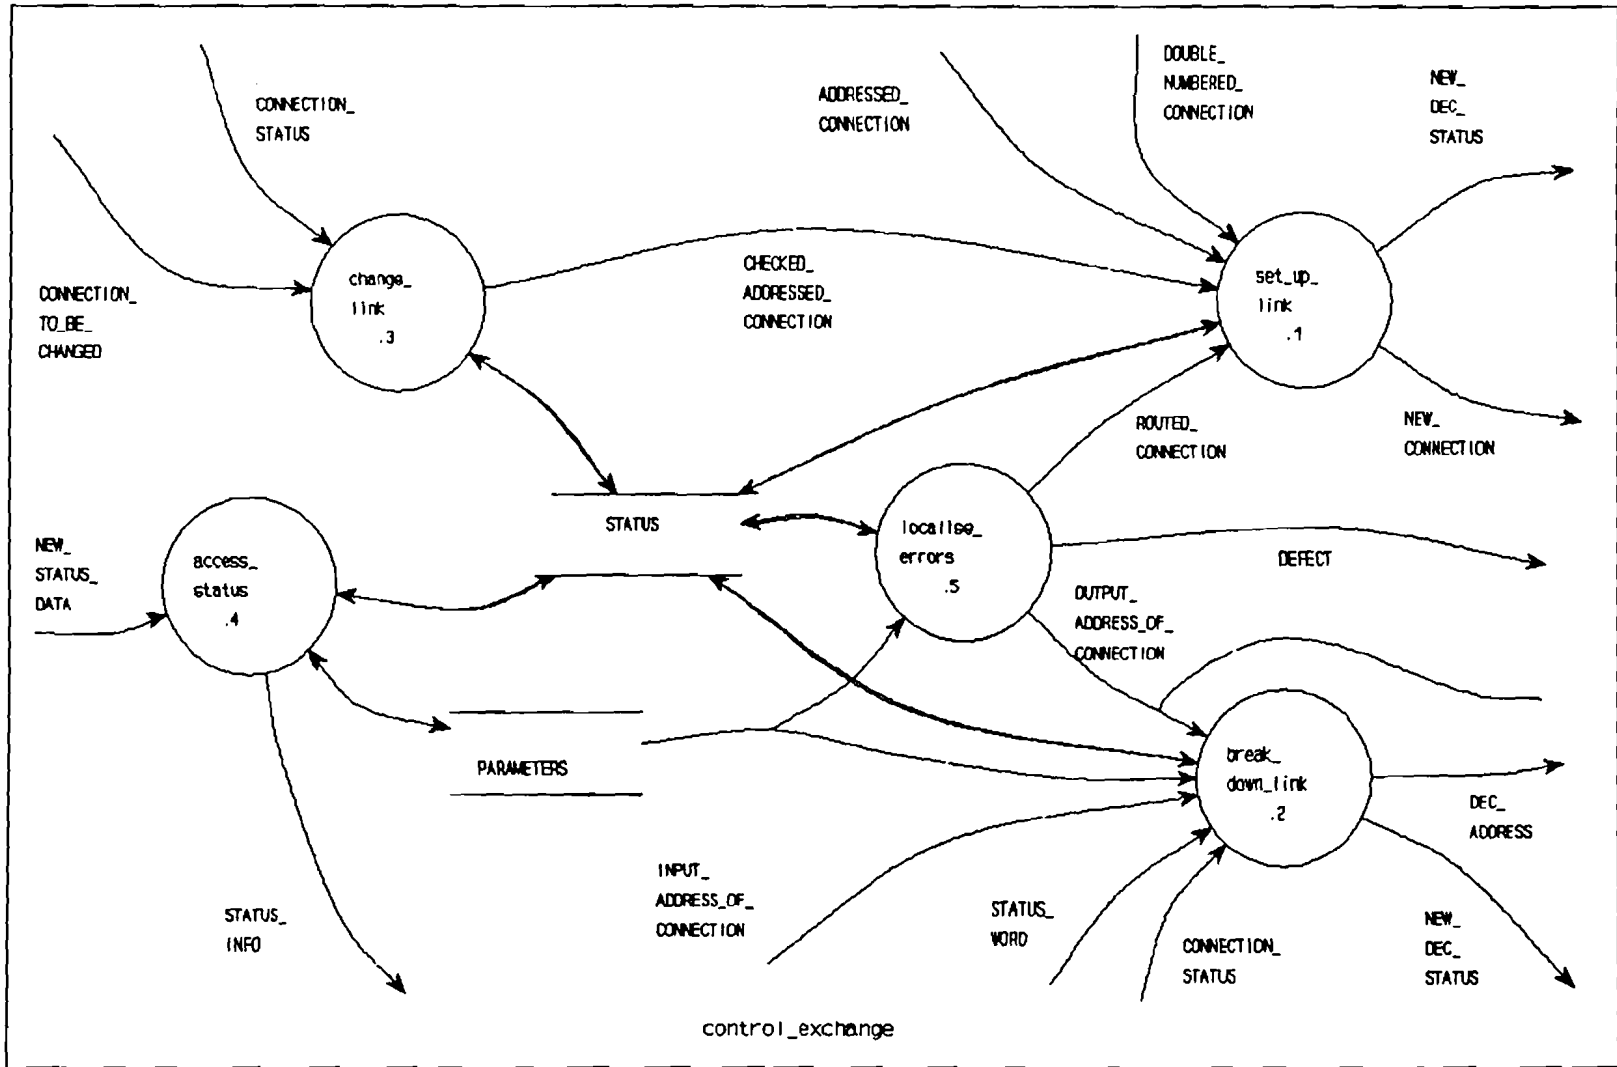 CONNECTION_
STATUS
ADDRESSED_
CONNECTION
DOUBLE_
NUMBERED_
CONNECTION
NEW_
DEC_
STATUS
CONNECTION_
TO_BE_
CHANGED
change_
link
.3
CHECKED_
ADDRESSED_
CONNECTION
set_up_
link
.1
ROUTED_
CONNECTION
NEW_
CONNECTION
STATUS
NEW_
STATUS_
DATA
access_
status
.4
localise_
errors
.5
DEFECT
OUTPUT_
ADDRESS_OF_
CONNECTION
PARAMETERS
break_
down_link
.2
DEC_
ADDRESS
STATUS_
INFO
INPUT_
ADDRESS_OF_
CONNECTION
STATUS_
WORD
CONNECTION_
STATUS
NEW_
DEC_
STATUS
control_exchange